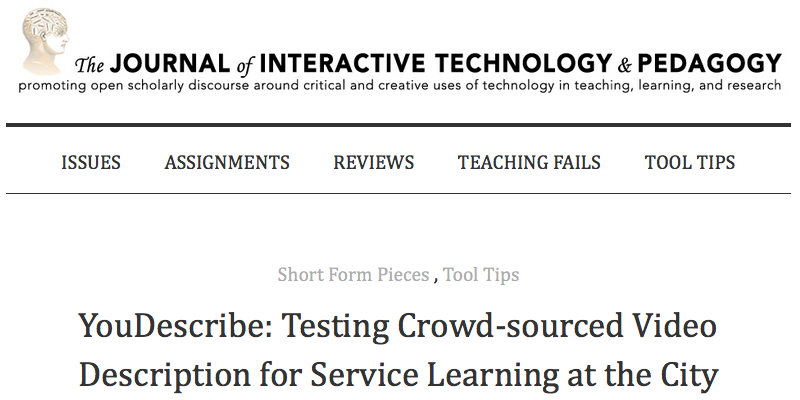 The JOURNAL of INTERACTIVE TECHNOLOGY & PEDAGOGY
promoting open scholarly discourse around critical and creative uses of technology in teaching, learning, and research
ISSUES ASSIGNMENTS REVIEWS TEACHING FAILS TOOL TIPS
Short Form Pieces , Tool Tips
YouDescribe: Testing Crowd-sourced Video
Description for Service Learning at the City